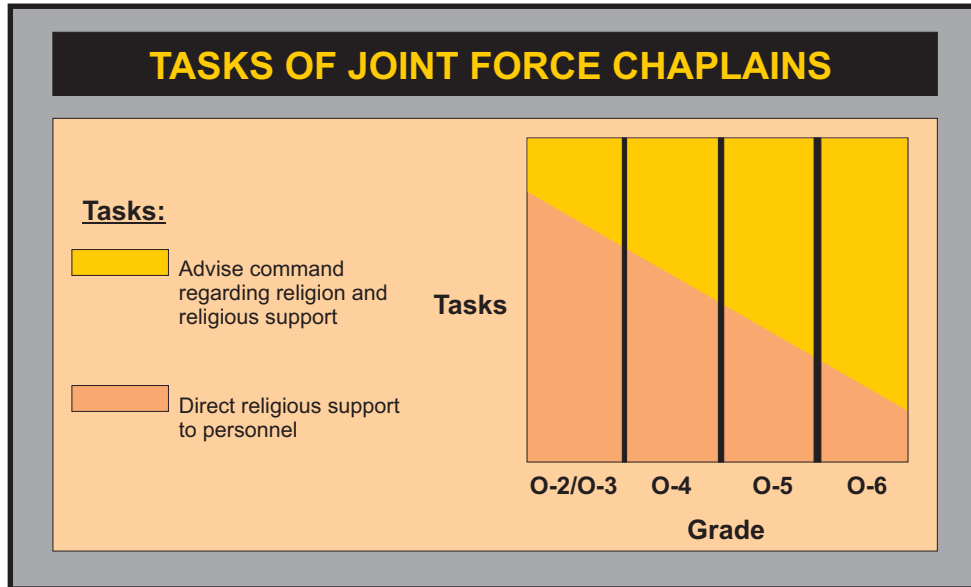 TASKS OF JOINT FORCE CHAPLAINS
Tasks:
Advise command
regarding religion and
religious support
Direct religious support
to personnel
Tasks
O-2/O-3 O-4 O-5 O-6
Grade